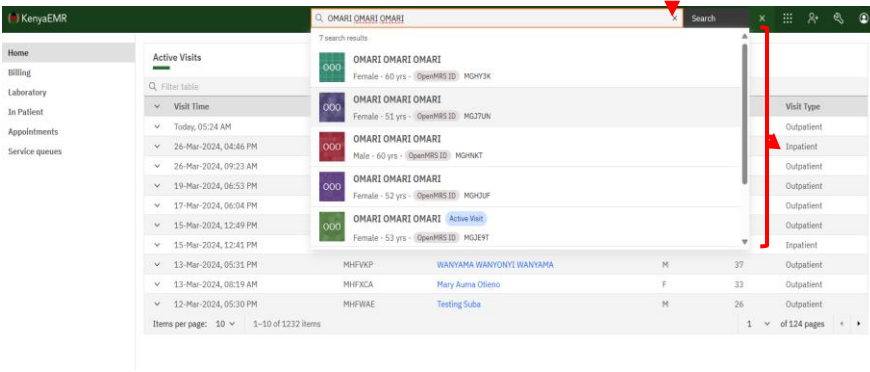 KenyaEMR
OMARI OMARI OMARI
Search
7 search results
Home
Billing
Laboratory
In Patient
Appointments
Service queues
Active Visits
Filter table
OOO OMARI OMARI OMARI
Female - 60 yrs - OpenMRS ID MGHY3K
OOO OMARI OMARI OMARI
Female - 51 yrs - OpenMRS ID MGJ7UN
OOO OMARI OMARI OMARI
Male - 60 yrs - OpenMRS ID MGHNKT
OOO OMARI OMARI OMARI
Female - 52 yrs - OpenMRS ID MGHJUF
OOO OMARI OMARI OMARI Active Visit
Female - 53 yrs - OpenMRS ID MGJE9T
Visit Time Visit Type
Today, 05:24 AM Outpatient
26-Mar-2024, 04:46 PM Inpatient
26-Mar-2024, 09:23 AM Outpatient
19-Mar-2024, 06:53 PM Outpatient
17-Mar-2024, 06:04 PM Outpatient
15-Mar-2024, 12:49 PM Outpatient
15-Mar-2024, 12:41 PM Inpatient
13-Mar-2024, 05:31 PM MHFVKP WANYAMA WANYONYI WANYAMA M 37 Outpatient
13-Mar-2024, 08:19 AM MHFXCA Mary Auma Otieno F 33 Outpatient
12-Mar-2024, 05:30 PM MHFWAE Testing Suba M 26 Outpatient
Items per page: 10 1–10 of 1232 items 1 of 124 pages